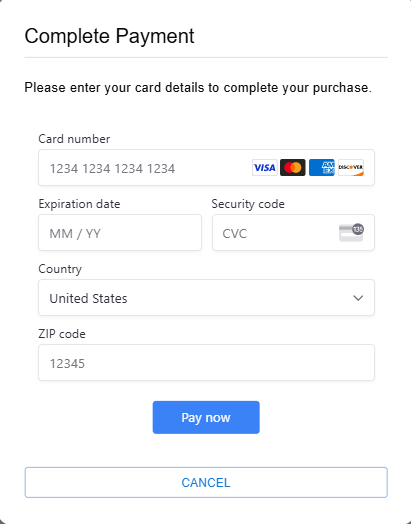 Complete Payment
Please enter your card details to complete your purchase.
Card number
1234 1234 1234 1234 VISA AMEX DISCOVER
Expiration date Security code
MM / YY CVC 135
Country
United States
ZIP code
12345
Pay now
CANCEL